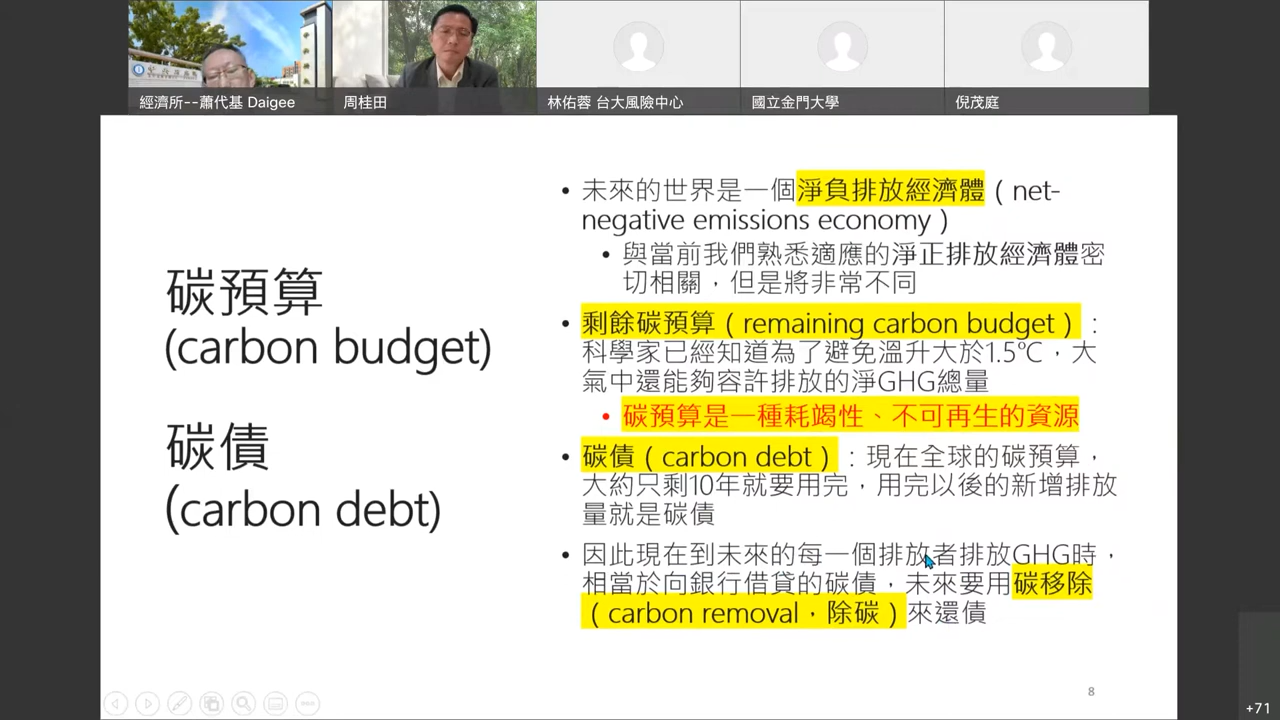 經濟所--蕭代基 Daigee
周桂田
林佑蓉 台大風險中心
國立金門大學
倪茂庭
碳預算
(carbon budget)
碳債
(carbon debt)
• 未來的世界是一個淨負排放經濟體（net-
negative emissions economy）
• 與當前我們熟悉適應的淨正排放經濟體密
切相關，但是將非常不同
• 剩餘碳預算（remaining carbon budget）：
科學家已經知道為了避免溫升大於1.5℃，大
氣中還能夠容許排放的淨GHG總量
• 碳預算是一種耗竭性、不可再生的資源
• 碳債（carbon debt）：現在全球的碳預算，
大約只剩10年就要用完，用完以後的新增排放
量就是碳債
• 因此現在到未來的每一個排放者排放GHG時，
相當於向銀行借貸的碳債，未來要用碳移除
（carbon removal，除碳）來還債
8
+71